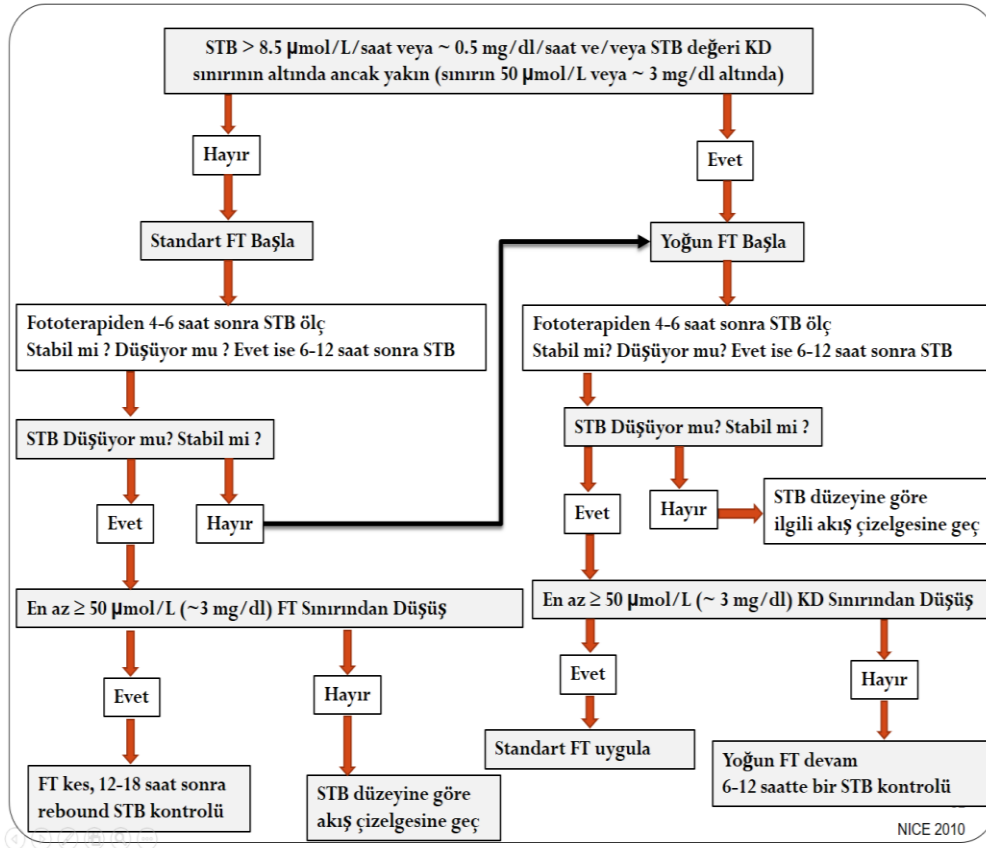 STB > 8.5 µmol/L/saat veya ~ 0.5 mg/dl/saat ve/veya STB değeri KD
sınırının altında ancak yakın (sınırın 50 µmol/L veya ~ 3 mg/dl altında)
Hayır
Evet
Standart FT Başla
Yoğun FT Başla
Fototerapiden 4-6 saat sonra STB ölç
Stabil mi ? Düşüyor mu ? Evet ise 6-12 saat sonra STB
Fototerapiden 4-6 saat sonra STB ölç
Stabil mi? Düşüyor mu? Evet ise 6-12 saat sonra STB
STB Düşüyor mu? Stabil mi ?
STB Düşüyor mu? Stabil mi ?
Evet
Hayır
Evet
Hayır
STB düzeyine göre
ilgili akış çizelgesine geç
En az ≥ 50 µmol/L (~3 mg/dl) FT Sınırından Düşüş
En az ≥ 50 µmol/L (~ 3 mg/dl) KD Sınırından Düşüş
Evet
Hayır
Evet
Hayır
FT kes, 12-18 saat sonra
rebound STB kontrolü
STB düzeyine göre
akış çizelgesine geç
Standart FT uygula
Yoğun FT devam
6-12 saatte bir STB kontrolü
NICE 2010